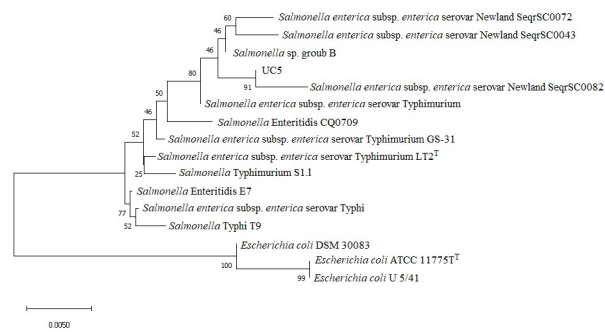 60
Salmonella enterica subsp. enterica serovar Newland SeqrSC0072
46
Salmonella enterica subsp. enterica serovar Newland SeqrSC0043
46
Salmonella sp. groub B
UC5
80
91
Salmonella enterica subsp. enterica serovar Newland SeqrSC0082
50
Salmonella enterica subsp. enterica serovar Typhimurium
46
Salmonella Enteritidis CQ0709
52
Salmonella enterica subsp. enterica serovar Typhimurium GS-31
Salmonella enterica subsp. enterica serovar Typhimurium LT2T
25
Typhimurium S1.l
Salmonella Enteritidis E7
77
Salmonella enterica subsp. enterica serovar Typhi
52
Salmonella Typhi T9
Escherichia coli DSM 30083
100
Escherichia coli ATCC 11775TT
99
Escherichia coli U 5/41
0.0050